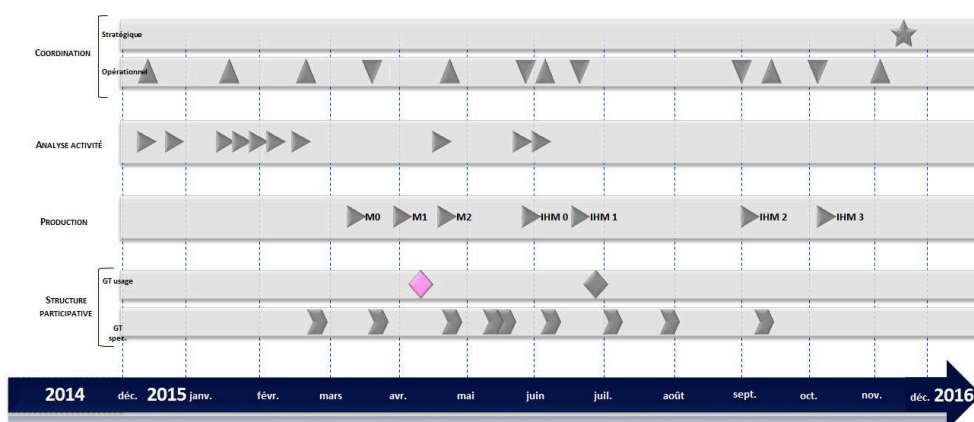 COORDINATION
Stratégique
Opérationnel
ANALYSE ACTIVITÉ
PRODUCTION
M0
M1
M2
IHM 0
IHM 1
IHM 2
IHM 3
STRUCTURE
PARTICIPATIVE
GT usage
GT
spec.
2014 déc. 2015 janv. févr. mars avr. mai juin juil. août sept. oct. nov. déc. 2016